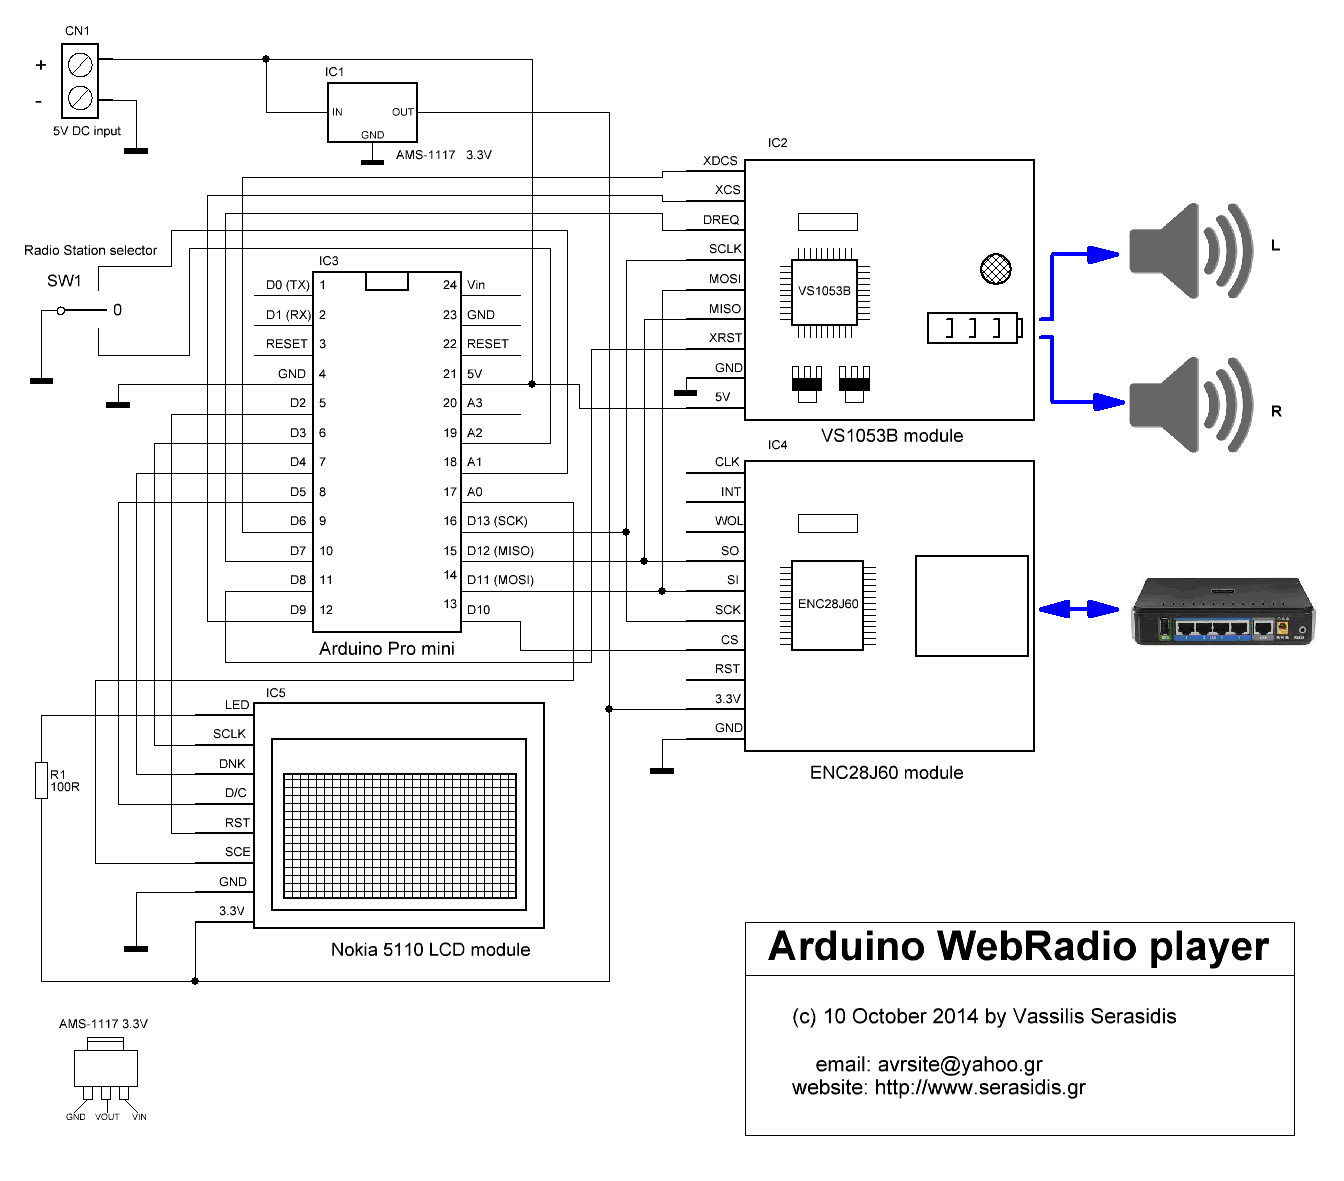 CN1
+
-
5V DC input
IC1
IN
OUT
GND
AMS-1117 3.3V
Radio Station selector
SW1
0
IC3
D0 (TX) 1
D1 (RX) 2
RESET 3
GND 4
D2 5
D3 6
D4 7
D5 8
D6 9
D7 10
D8 11
D9 12
24 Vin
23 GND
22 RESET
21 5V
20 A3
19 A2
18 A1
17 A0
16 D13 (SCK)
15 D12 (MISO)
14 D11 (MOSI)
13 D10
Arduino Pro mini
IC2
XDCS
XCS
DREQ
SCLK
MOSI
MISO
XRST
GND
5V
VS1053B
VS1053B module
L
R
IC4
CLK
INT
WOL
SO
SI
SCK
CS
RST
3.3V
GND
ENC28J60
ENC28J60 module
IC5
LED
SCLK
DNK
D/C
RST
SCE
GND
3.3V
R1
100R
Nokia 5110 LCD module
AMS-1117 3.3V
GND VOUT VIN
Arduino WebRadio player
(c) 10 October 2014 by Vassilis Serasidis
email: avrsite@yahoo.gr
website: http://www.serasidis.gr